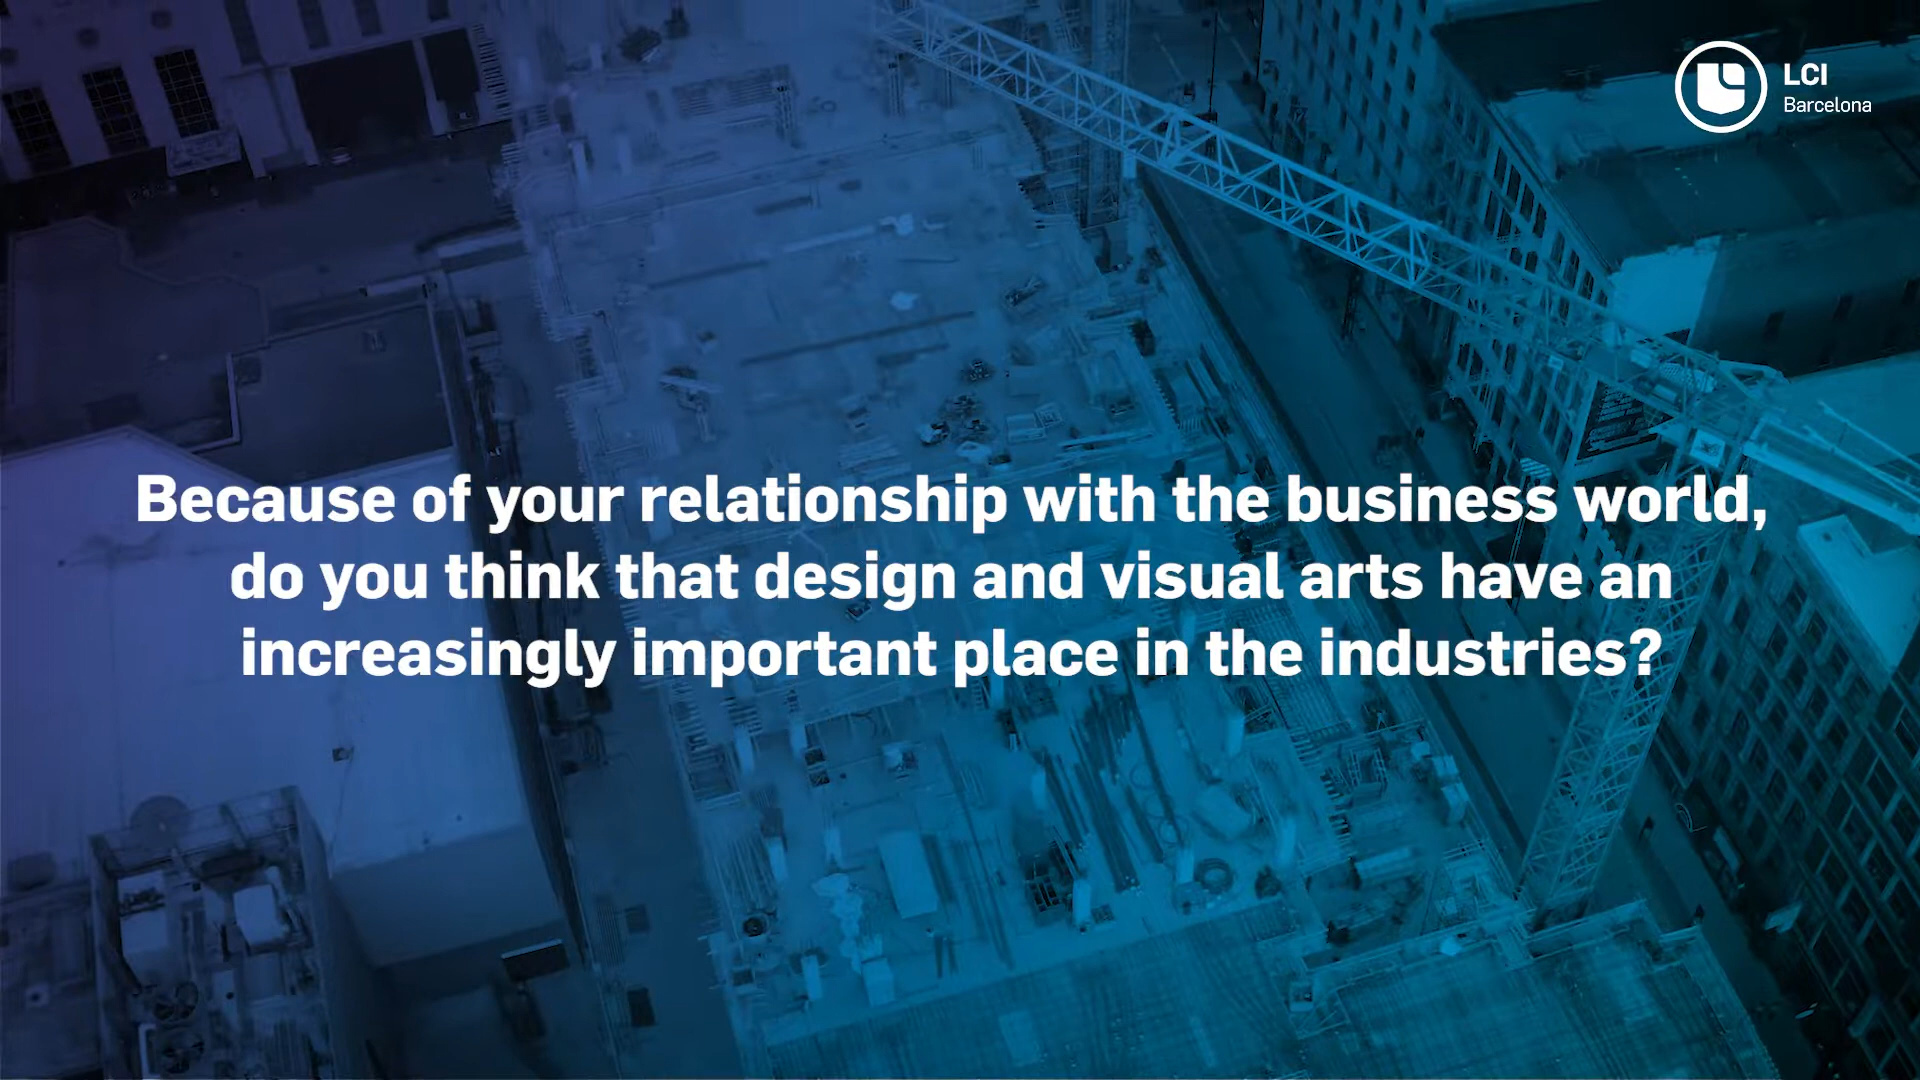 LCI
Barcelona
Because of your relationship with the business world,
do you think that design and visual arts have an
increasingly important place in the industries?